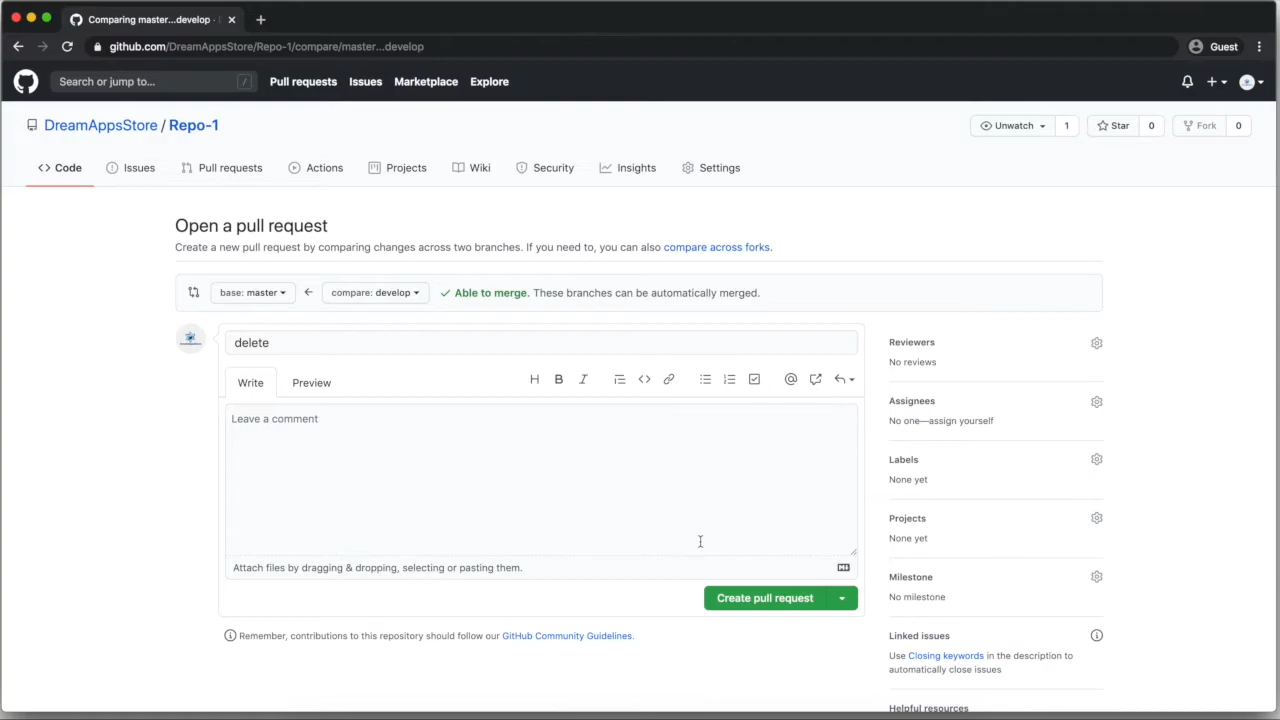 Comparing master...develop ·
github.com/DreamAppsStore/Repo-1/compare/master...develop
Guest
Search or jump to... /
Pull requests Issues Marketplace Explore
DreamAppsStore / Repo-1
Unwatch 1 Star 0 Fork 0
Code Issues Pull requests Actions Projects Wiki Security Insights Settings
Open a pull request
Create a new pull request by comparing changes across two branches. If you need to, you can also compare across forks.
base: master compare: develop Able to merge. These branches can be automatically merged.
delete
Write Preview
Leave a comment
Attach files by dragging & dropping, selecting or pasting them.
Create pull request
Remember, contributions to this repository should follow our GitHub Community Guidelines.
Reviewers
No reviews
Assignees
No one—assign yourself
Labels
None yet
Projects
None yet
Milestone
No milestone
Linked issues
Use Closing keywords in the description to
automatically close issues
Helpful resources